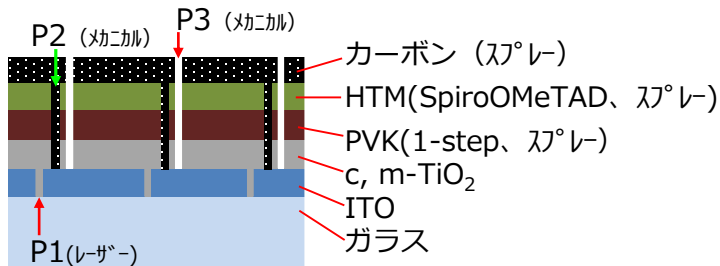 P2 (ﾒｶﾆｶﾙ)
P3 (ﾒｶﾆｶﾙ)
カーボン（ｽﾌﾟﾚｰ）
HTM(SpiroOMeTAD、ｽﾌﾟﾚｰ)
PVK(1-step、ｽﾌﾟﾚｰ）
c, m-TiO₂
ITO
ガラス
P1(ﾚｰｻﾞｰ)